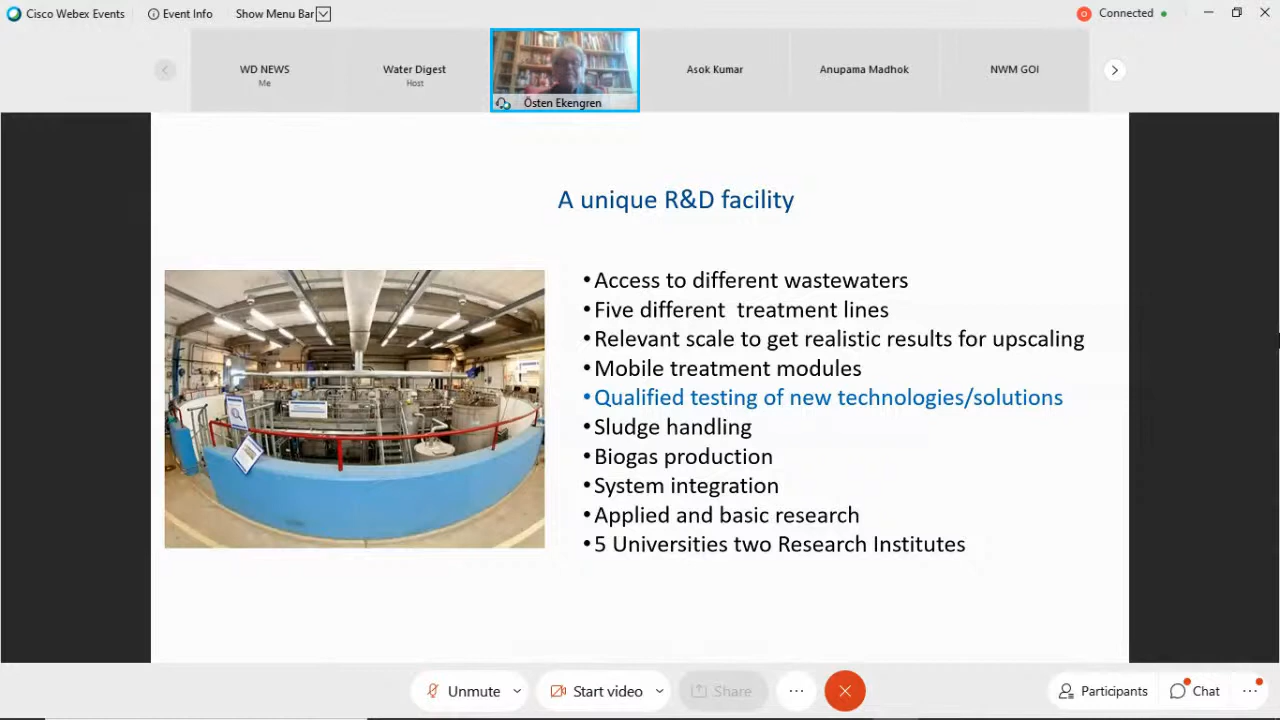 Cisco Webex Events
Event Info
Show Menu Bar
Connected
WD NEWS
Me
Water Digest
Host
Östen Ekengren
Asok Kumar
Anupama Madhok
NWM GOI
A unique R&D facility
•Access to different wastewaters
•Five different  treatment lines
•Relevant scale to get realistic results for upscaling
•Mobile treatment modules
•Qualified testing of new technologies/solutions
•Sludge handling
•Biogas production
•System integration
•Applied and basic research
•5 Universities two Research Institutes
Unmute
Start video
Share
Participants
Chat